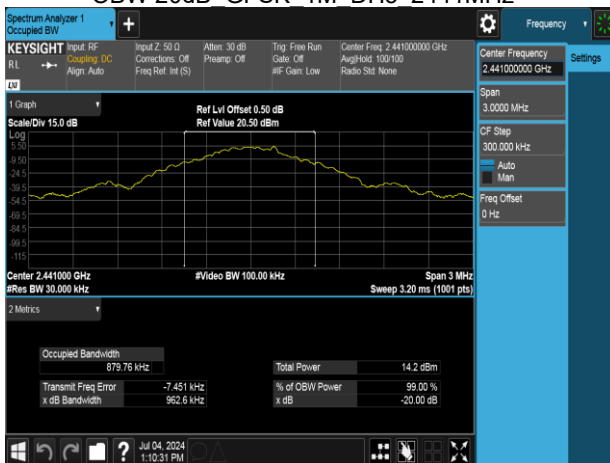 OBW 20dB GFSK 1M DH5 2441MHz
Spectrum Analyzer 1
Occupied BW
Frequency
KEYSIGHT
RL
LXI
Input: RF
Coupling: DC
Align: Auto
Input Z: 50 Ω
Corrections: Off
Freq Ref: Int (S)
Atten: 30 dB
Preamp: Off
Trig: Free Run
Gate: Off
#IF Gain: Low
Center Freq: 2.441000000 GHz
Avg|Hold: 100/100
Radio Std: None
Center Frequency
2.441000000 GHz
Settings
Span
3.0000 MHz
CF Step
300.000 kHz
Auto
Man
Freq Offset
0 Hz
1 Graph
Scale/Div 15.0 dB
Ref Lvl Offset 0.50 dB
Ref Value 20.50 dBm
Log
5.50
-9.50
-24.5
-39.5
-54.5
-69.5
-84.5
-99.5
-115
Center 2.441000 GHz
#Video BW 100.00 kHz
Span 3 MHz
#Res BW 30.000 kHz
Sweep 3.20 ms (1001 pts)
2 Metrics
Occupied Bandwidth
879.76 kHz
Total Power
14.2 dBm
Transmit Freq Error
-7.451 kHz
% of OBW Power
99.00 %
x dB Bandwidth
962.6 kHz
x dB
-20.00 dB
?
Jul 04, 2024
1:10:31 PM